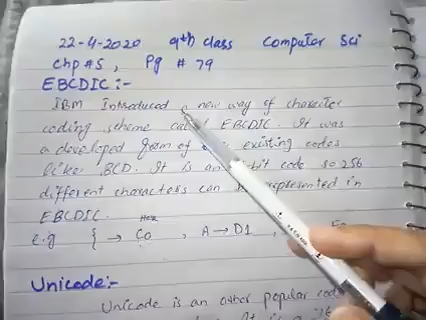 22-4-2020 9th class Computer Sci
Chp #5, Pg # 79
EBCDIC:-
IBM Introduced a new way of character
coding scheme called EBCDIC. It was
a developed form of existing codes
like BCD. It is an bit code so 256
different characters can represented in
EBCDIC.
Hex
e.g { → C0 , A → D1 ,
Unicode:-
Unicode is an other popular